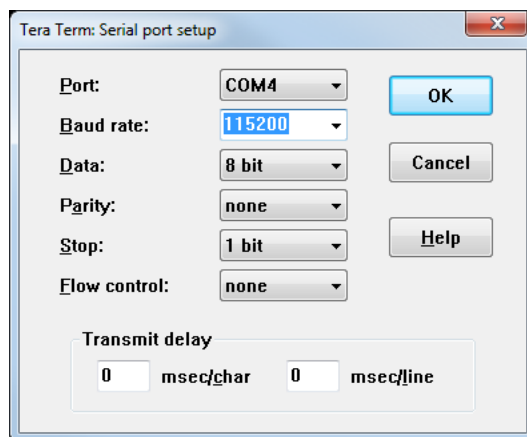 Tera Term: Serial port setup
Port: COM4
OK
Baud rate: 115200
Data: 8 bit
Cancel
Parity: none
Stop: 1 bit
Help
Flow control: none
Transmit delay
0 msec/char 0 msec/line